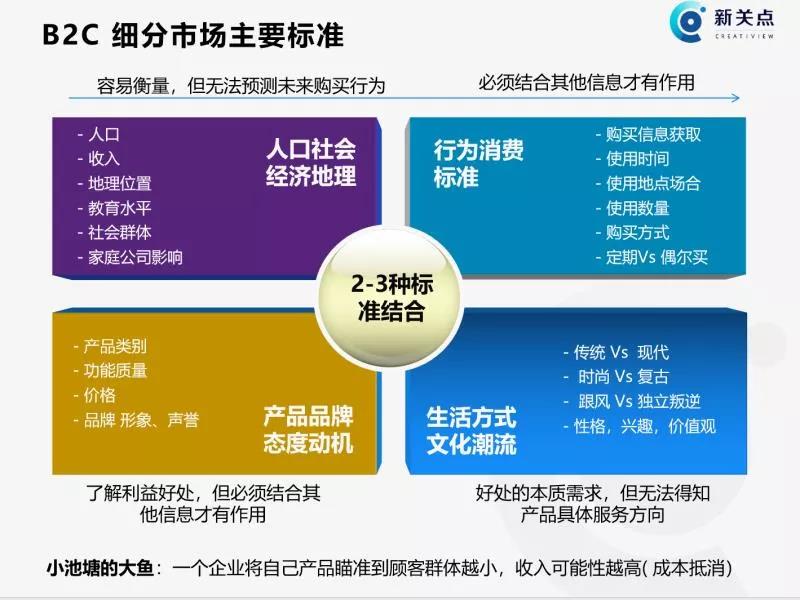 B2C 细分市场主要标准
新关点
CREATIVIEW
容易衡量，但无法预测未来购买行为
必须结合其他信息才有作用
- 人口
- 收入
- 地理位置
- 教育水平
- 社会群体
- 家庭公司影响
人口社会
经济地理
行为消费
标准
- 购买信息获取
- 使用时间
- 使用地点场合
- 使用数量
- 购买方式
- 定期Vs 偶尔买
2-3种标
准结合
- 产品类别
- 功能质量
- 价格
- 品牌 形象、声誉
产品品牌
态度动机
生活方式
文化潮流
- 传统 Vs 现代
- 时尚 Vs 复古
- 跟风 Vs 独立叛逆
- 性格，兴趣，价值观
了解利益好处，但必须结合其
他信息才有作用
好处的本质需求，但无法得知
产品具体服务方向
小池塘的大鱼：一个企业将自己产品瞄准到顾客群体越小，收入可能性越高( 成本抵消)